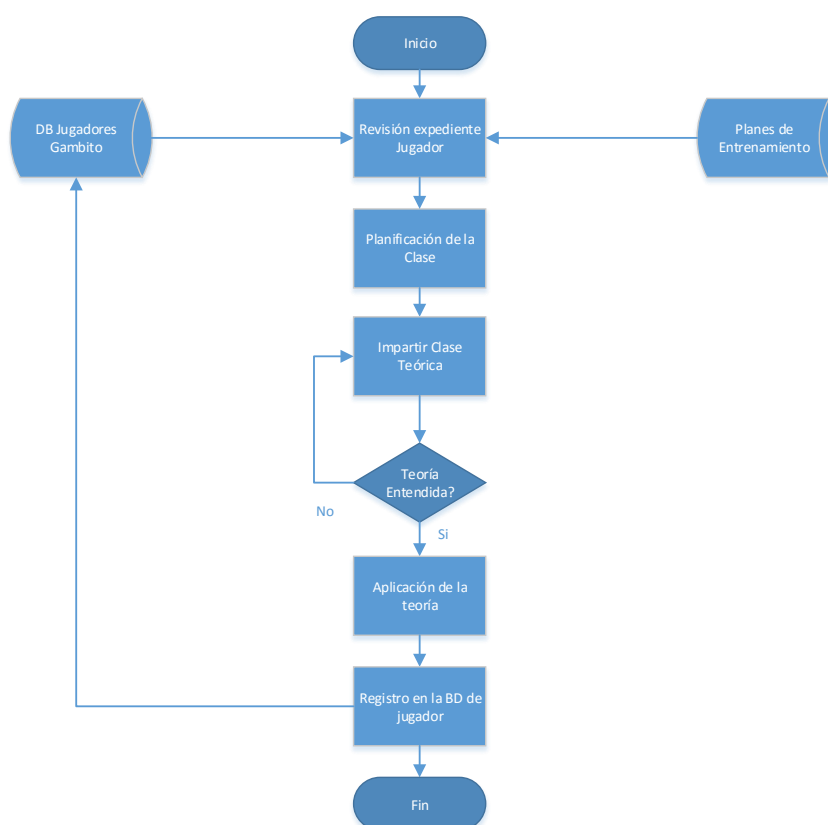 Inicio
DB Jugadores
Gambito
Revisión expediente
Jugador
Planes de
Entrenamiento
Planificación de la
Clase
Impartir Clase
Teórica
Teoría
Entendida?
No
Si
Aplicación de la
teoría
Registro en la BD de
jugador
Fin